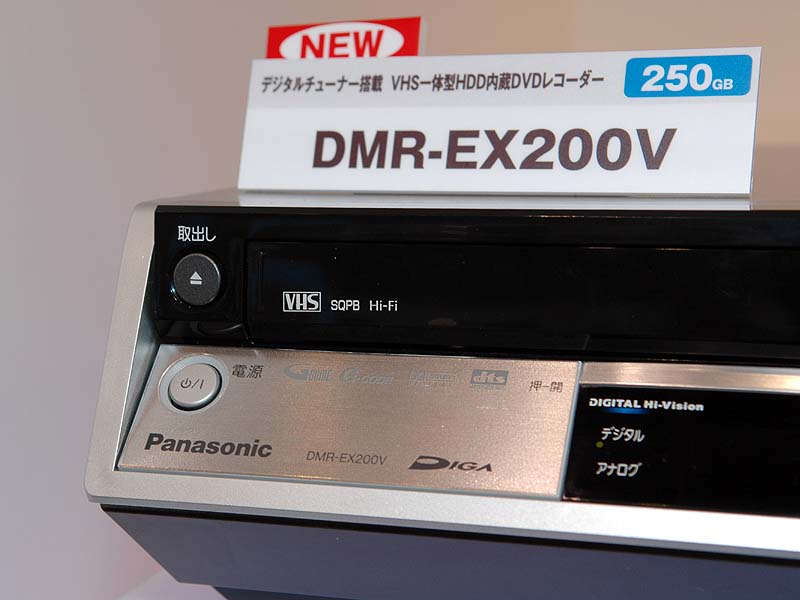 NEW
デジタルチューナー搭載 VHS一体型HDD内蔵DVDレコーダー 250GB
DMR-EX200V
取出し
VHS SQPB Hi-Fi
電源 G-GUIDE G-CODE dts 押-開
Panasonic DMR-EX200V DIGA
DIGITAL Hi-Vision
デジタル
アナログ